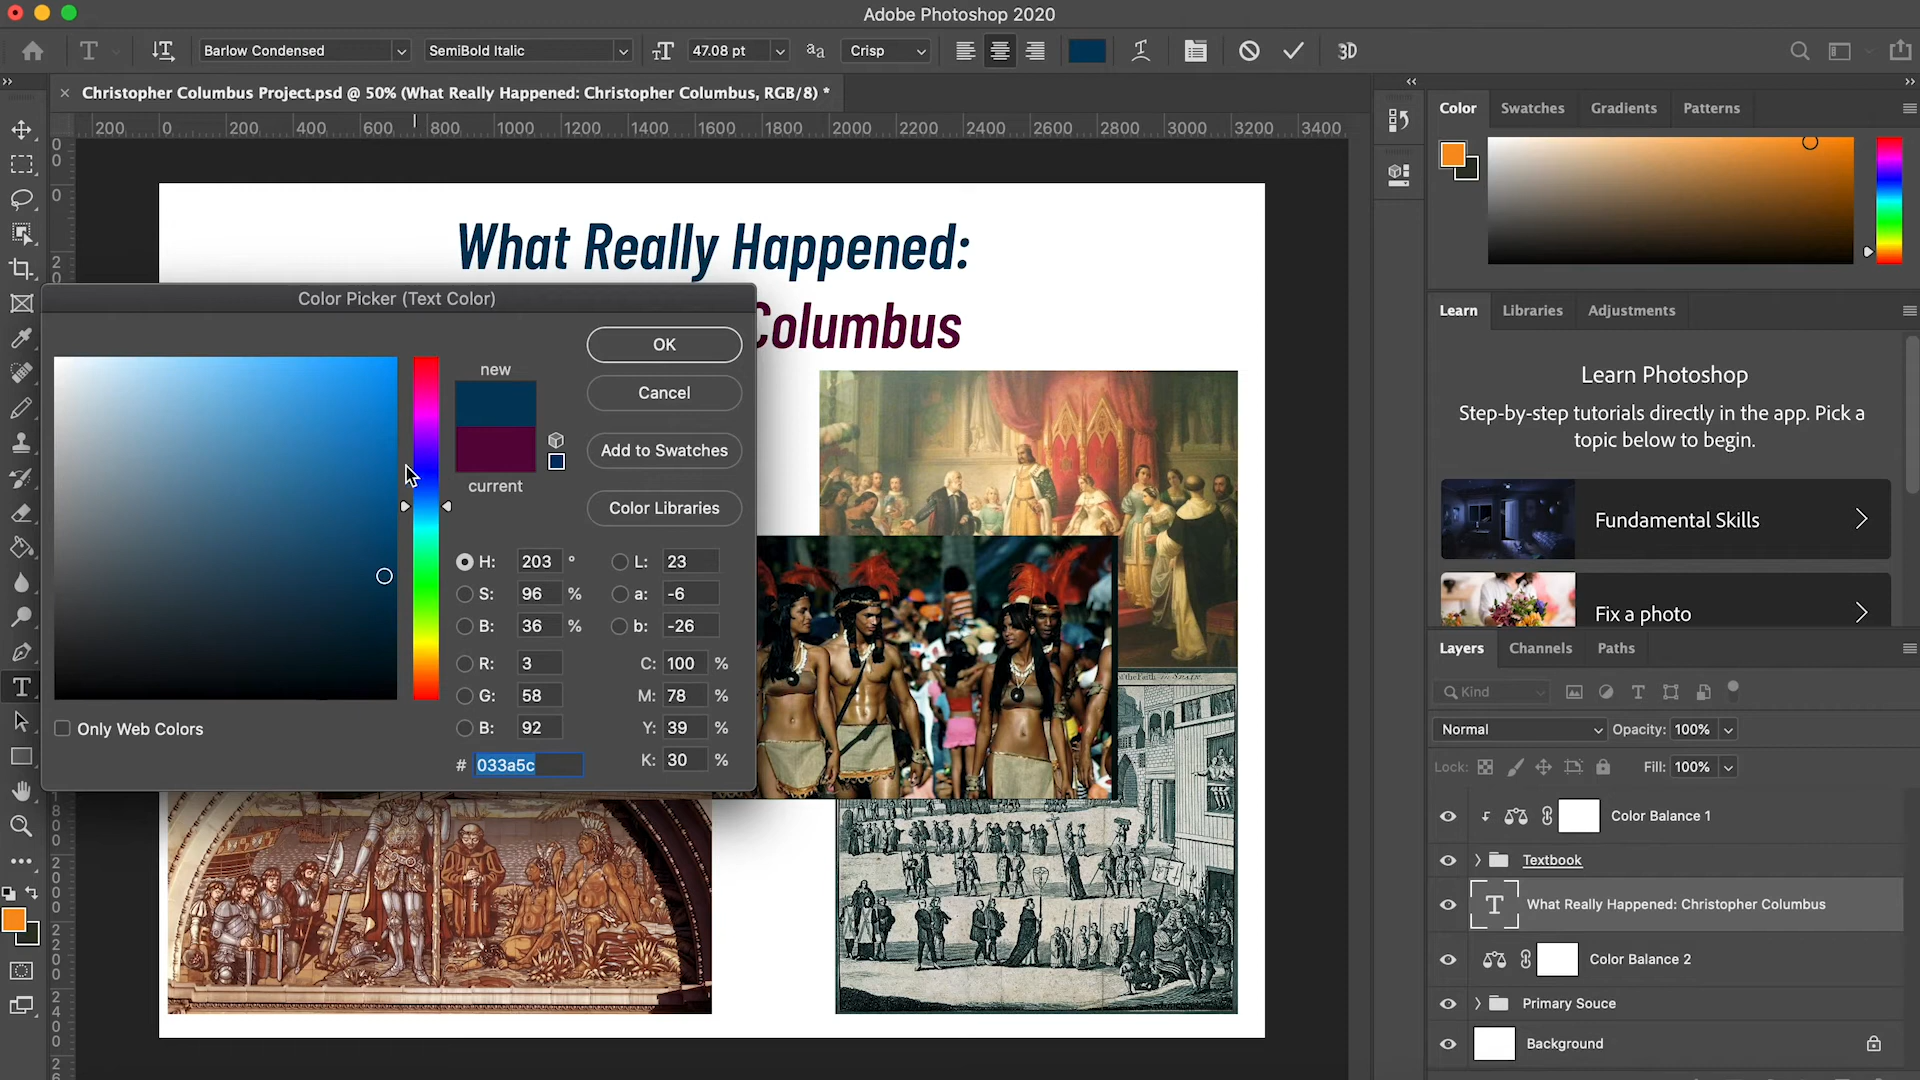 Adobe Photoshop 2020
Barlow Condensed
SemiBold Italic
47.08 pt
Crisp
3D
Christopher Columbus Project.psd @ 50% (What Really Happened: Christopher Columbus, RGB/8) *
200 0 200 400 600 800 1000 1200 1400 1600 1800 2000 2200 2400 2600 2800 3000 3200 3400
What Really Happened:
Columbus
Color Picker (Text Color)
new
current
OK
Cancel
Add to Swatches
Color Libraries
H: 203 °
S: 96 %
B: 36 %
R: 3
G: 58
B: 92
# 033a5c
L: 23
a: -6
b: -26
C: 100 %
M: 78 %
Y: 39 %
K: 30 %
Only Web Colors
Color Swatches Gradients Patterns
Learn Libraries Adjustments
Learn Photoshop
Step-by-step tutorials directly in the app. Pick a
topic below to begin.
Fundamental Skills
Fix a photo
Layers Channels Paths
Kind
Normal Opacity: 100%
Lock: Fill: 100%
Color Balance 1
Textbook
What Really Happened: Christopher Columbus
Color Balance 2
Primary Souce
Background